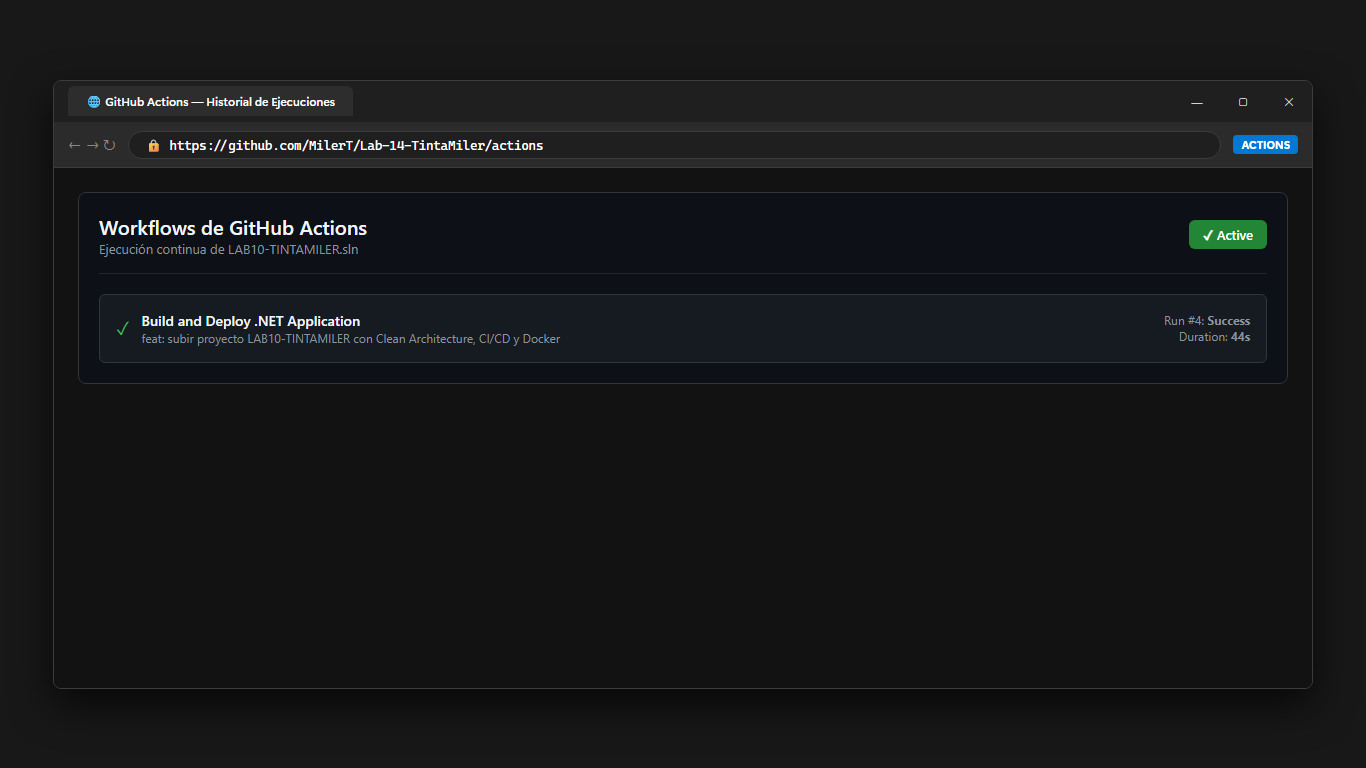 GitHub Actions — Historial de Ejecuciones
https://github.com/MilerT/Lab-14-TintaMiler/actions
ACTIONS
Workflows de GitHub Actions
Ejecución continua de LAB10-TINTAMILER.sln
✓ Active
Build and Deploy .NET Application
feat: subir proyecto LAB10-TINTAMILER con Clean Architecture, CI/CD y Docker
Run #4: Success
Duration: 44s